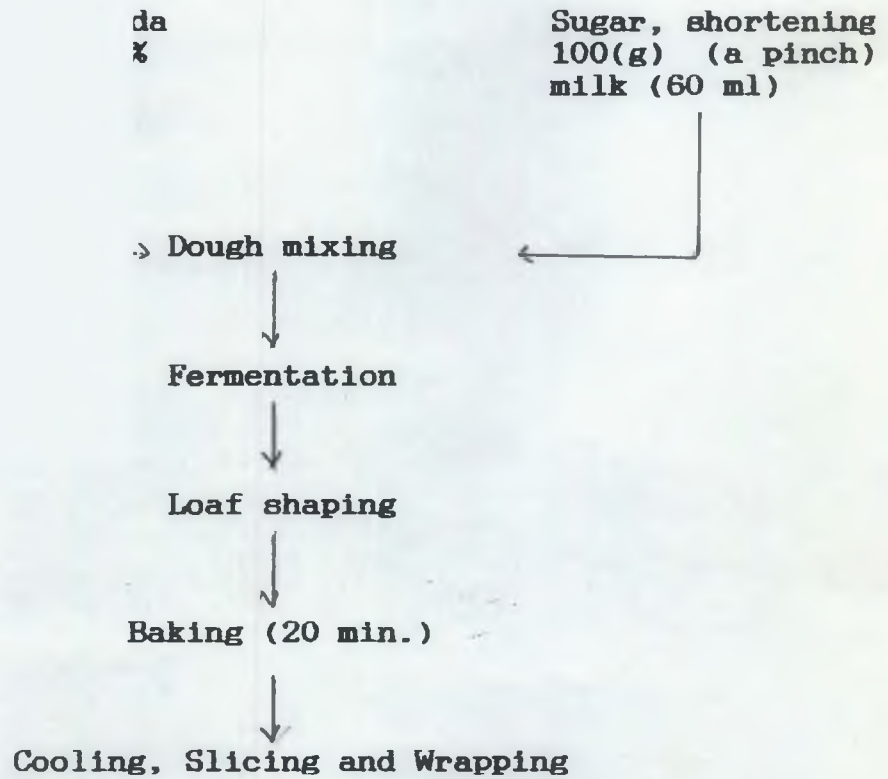 da
%
Sugar, shortening
100(g) (a pinch)
milk (60 ml)
Dough mixing
Fermentation
Loaf shaping
Baking (20 min.)
Cooling, Slicing and Wrapping